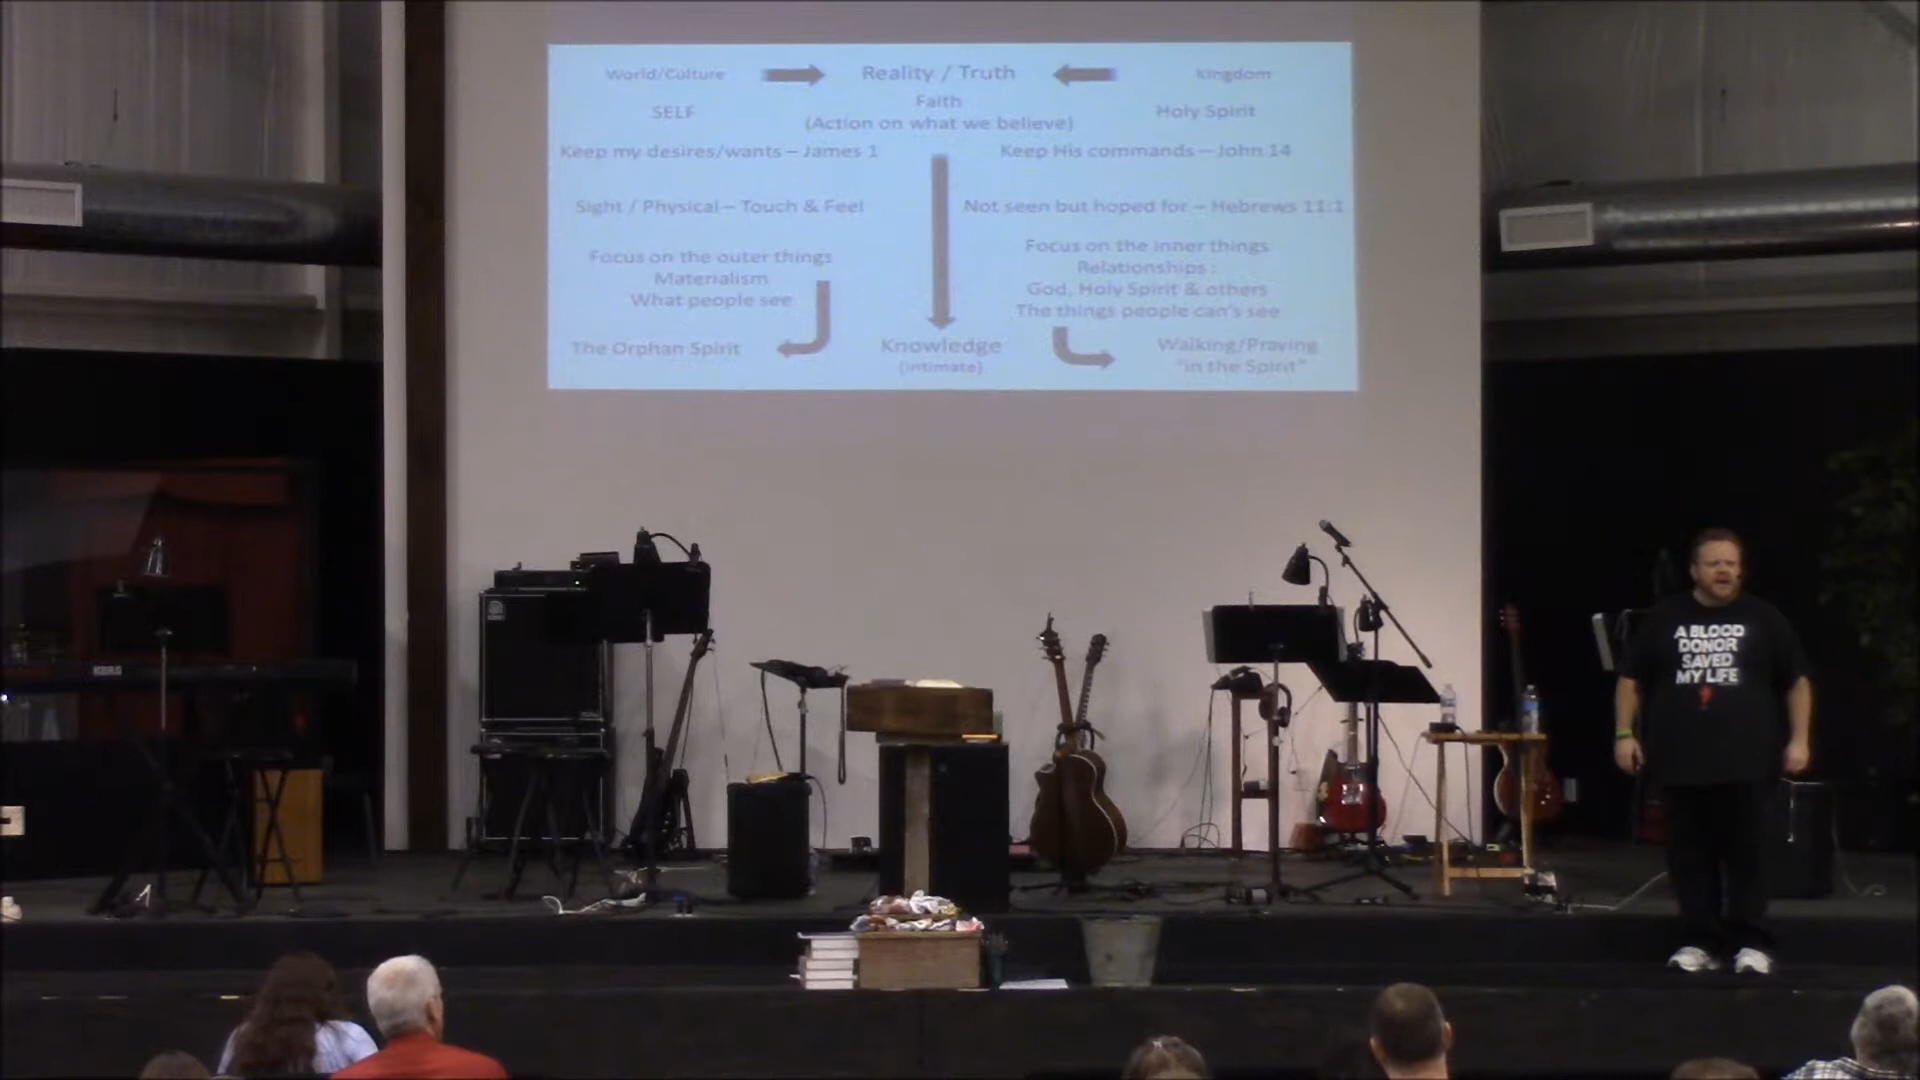 World/Culture
Reality / Truth
Kingdom
SELF
Faith
(Action on what we believe)
Holy Spirit
Keep my desires/wants – James 1
Keep His commands – John 14
Sight / Physical – Touch & Feel
Not seen but hoped for – Hebrews 11:1
Focus on the outer things
Materialism
What people see
Focus on the inner things
Relationships :
God, Holy Spirit & others
The things people can's see
The Orphan Spirit
Knowledge
(intimate)
Walking/Praying
"in the Spirit"
A BLOOD
DONOR
SAVED
MY LIFE
KORG